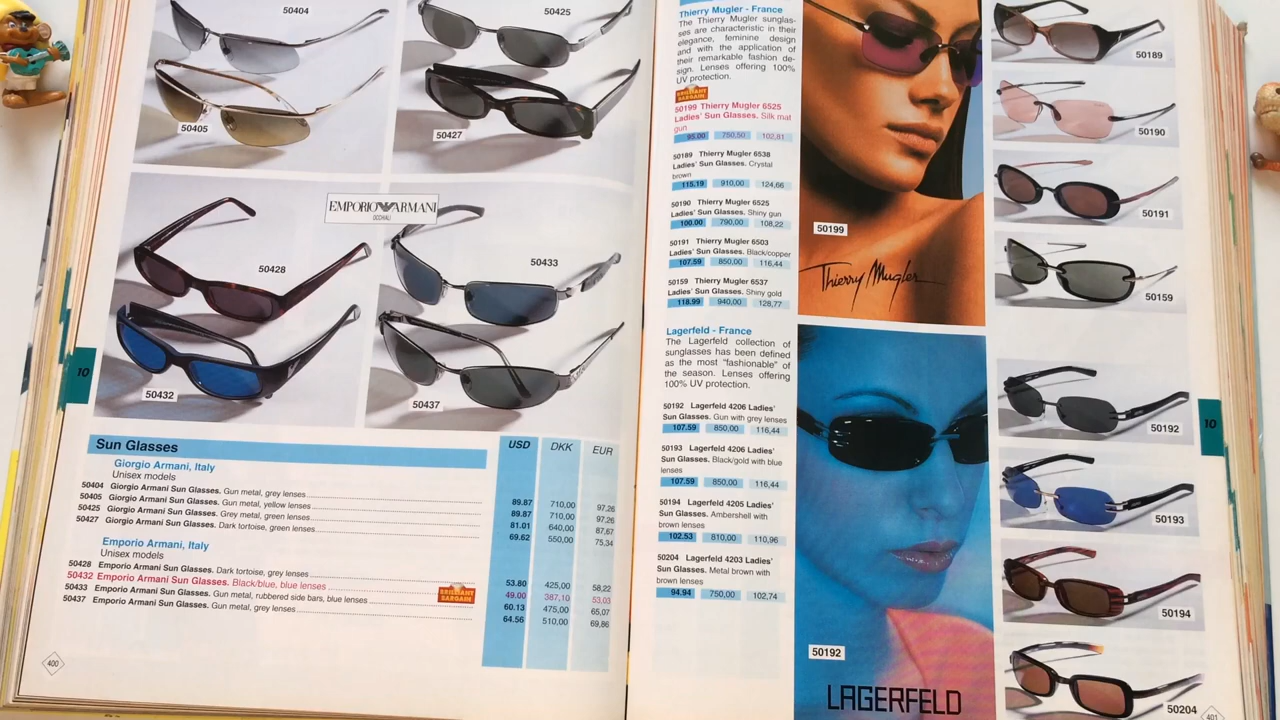 50404
50425
50405
50427
EMPORIO ARMANI
OCCHIALI
50428
50433
50432
50437
10
Sun Glasses
USD DKK EUR
Giorgio Armani, Italy
Unisex models
50404 Giorgio Armani Sun Glasses. Gun metal, grey lenses 89.87 710,00 97,26
50405 Giorgio Armani Sun Glasses. Gun metal, yellow lenses 89.87 710,00 97,26
50425 Giorgio Armani Sun Glasses. Grey metal, green lenses 81.01 640,00 87,67
50427 Giorgio Armani Sun Glasses. Dark tortoise, green lenses 69.62 550,00 75,34
Emporio Armani, Italy
Unisex models
50428 Emporio Armani Sun Glasses. Dark tortoise, grey lenses 53.80 425,00 58,22
50432 Emporio Armani Sun Glasses. Black/blue, blue lenses BRILLIANT BARGAIN 49.00 387,10 53,03
50433 Emporio Armani Sun Glasses. Gun metal, rubbered side bars, blue lenses 60.13 475,00 65,07
50437 Emporio Armani Sun Glasses. Gun metal, grey lenses 64.56 510,00 69,86
400
Thierry Mugler - France
The Thierry Mugler sunglas-
ses are characteristic in their
elegance, feminine design
and with the application of
their remarkable fashion de-
sign. Lenses offering 100%
UV protection.
BRILLIANT
BARGAIN
50199 Thierry Mugler 6525
Ladies' Sun Glasses. Silk mat
gun
95.00 750,50 102,81
50189 Thierry Mugler 6538
Ladies' Sun Glasses. Crystal
brown
115.19 910,00 124,66
50190 Thierry Mugler 6525
Ladies' Sun Glasses. Shiny gun
100.00 790,00 108,22
50191 Thierry Mugler 6503
Ladies' Sun Glasses. Black/copper
107.59 850,00 116,44
50159 Thierry Mugler 6537
Ladies' Sun Glasses. Shiny gold
118.99 940,00 128,77
Lagerfeld - France
The Lagerfeld collection of
sunglasses has been defined
as the most "fashionable" of
the season. Lenses offering
100% UV protection.
50192 Lagerfeld 4206 Ladies'
Sun Glasses. Gun with grey lenses
107.59 850,00 116,44
50193 Lagerfeld 4206 Ladies'
Sun Glasses. Black/gold with blue
lenses
107.59 850,00 116,44
50194 Lagerfeld 4205 Ladies'
Sun Glasses. Ambershell with
brown lenses
102.53 810,00 110,96
50204 Lagerfeld 4203 Ladies'
Sun Glasses. Metal brown with
brown lenses
94.94 750,00 102,74
50199
Thierry Mugler
50192
LAGERFELD
50189
50190
50191
50159
50192
10
50193
50194
50204
401